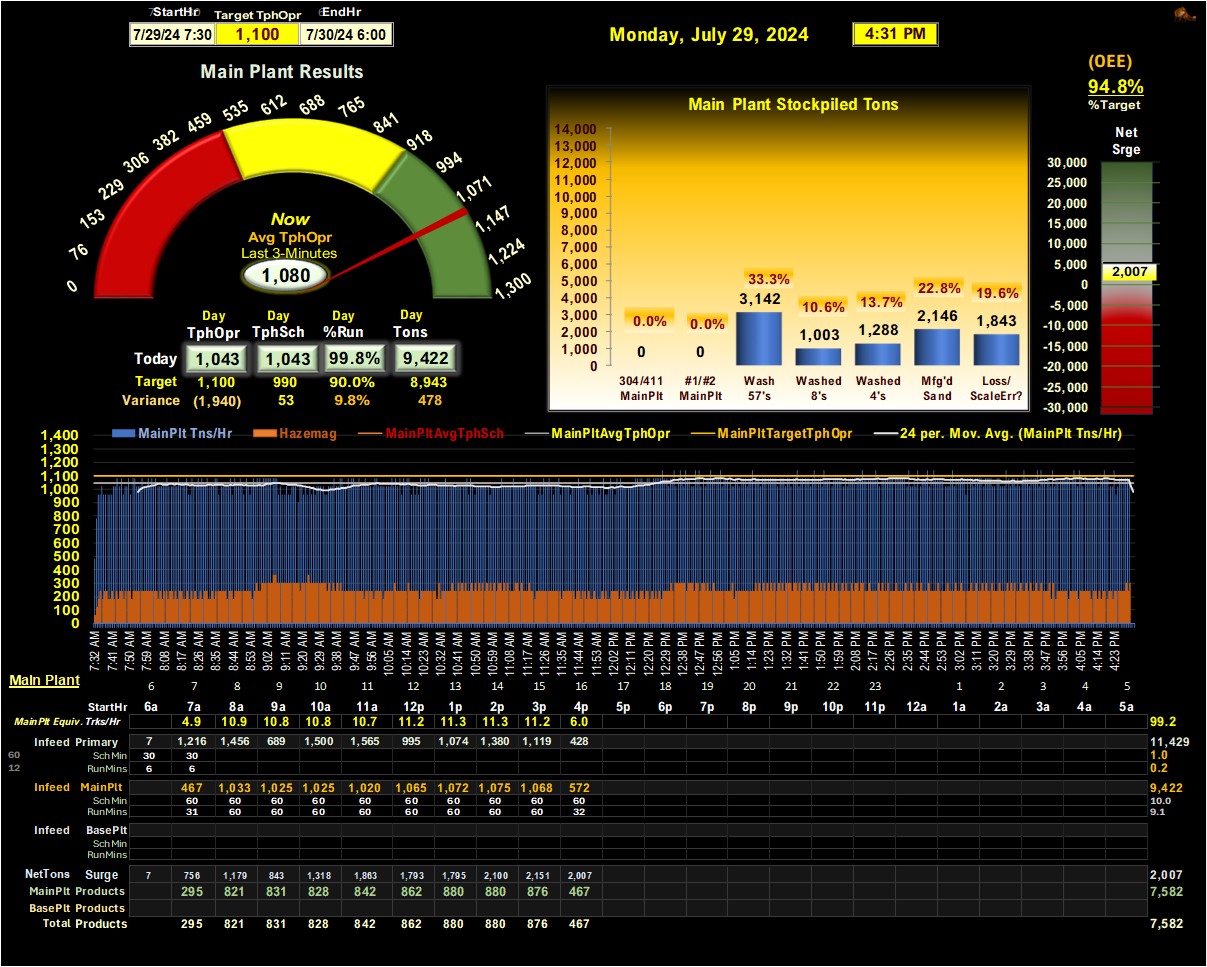 StartHr Target TphOpr EndHr
7/29/24 7:30 1,100 7/30/24 6:00
Monday, July 29, 2024 4:31 PM
(OEE)
94.8%
%Target
Main Plant Results
0 76 153 229 306 382 459 535 612 688 765 841 918 994 1,071 1,147 1,224 1,300
Now
Avg TphOpr
Last 3-Minutes
1,080
Day Day Day Day
TphOpr TphSch %Run Tons
Today 1,043 1,043 99.8% 9,422
Target 1,100 990 90.0% 8,943
Variance (1,940) 53 9.8% 478
Main Plant Stockpiled Tons
14,000
13,000
12,000
11,000
10,000
9,000
8,000
7,000
6,000
5,000
4,000
3,000
2,000
1,000
0
0.0% 0.0% 33.3% 10.6% 13.7% 22.8% 19.6%
0 0 3,142 1,003 1,288 2,146 1,843
304/411 #1/#2 Wash Washed Washed Mfg'd Loss/
MainPlt MainPlt 57's 8's 4's Sand ScaleErr?
Net
Srge
30,000
25,000
20,000
15,000
10,000
5,000
2,007
0
-5,000
-10,000
-15,000
-20,000
-25,000
-30,000
MainPlt Tns/Hr Hazemag MainPltAvgTphSch MainPltAvgTphOpr MainPltTargetTphOpr 24 per. Mov. Avg. (MainPlt Tns/Hr)
1,400
1,300
1,200
1,100
1,000
900
800
700
600
500
400
300
200
100
0
7:32 AM 7:41 AM 7:50 AM 7:59 AM 8:08 AM 8:17 AM 8:26 AM 8:35 AM 8:44 AM 8:53 AM 9:02 AM 9:11 AM 9:20 AM 9:29 AM 9:38 AM 9:47 AM 9:56 AM 10:05 AM 10:14 AM 10:23 AM 10:32 AM 10:41 AM 10:50 AM 10:59 AM 11:08 AM 11:17 AM 11:26 AM 11:35 AM 11:44 AM 11:53 AM 12:02 PM 12:11 PM 12:20 PM 12:29 PM 12:38 PM 12:47 PM 12:56 PM 1:05 PM 1:14 PM 1:23 PM 1:32 PM 1:41 PM 1:50 PM 1:59 PM 2:08 PM 2:17 PM 2:26 PM 2:35 PM 2:44 PM 2:53 PM 3:02 PM 3:11 PM 3:20 PM 3:29 PM 3:38 PM 3:47 PM 3:56 PM 4:05 PM 4:14 PM 4:23 PM
Main Plant
6 7 8 9 10 11 12 13 14 15 16 17 18 19 20 21 22 23 1 2 3 4 5
StartHr 6a 7a 8a 9a 10a 11a 12p 1p 2p 3p 4p 5p 6p 7p 8p 9p 10p 11p 12a 1a 2a 3a 4a 5a
MainPlt Equiv. Trks/Hr 4.9 10.9 10.8 10.8 10.7 11.2 11.3 11.3 11.2 6.0 99.2
Infeed Primary 7 1,216 1,456 689 1,500 1,565 995 1,074 1,380 1,119 428 11,429
60 Sch Min 30 30 1.0
12 RunMins 6 6 0.2
Infeed MainPlt 467 1,033 1,025 1,025 1,020 1,065 1,072 1,075 1,068 572 9,422
Sch Min 60 60 60 60 60 60 60 60 60 60 10.0
RunMins 31 60 60 60 60 60 60 60 60 32 9.1
Infeed BasePlt
Sch Min
RunMins
NetTons Surge 7 756 1,179 843 1,318 1,863 1,793 1,795 2,100 2,151 2,007 2,007
MainPlt Products 295 821 831 828 842 862 880 880 876 467 7,582
BasePlt Products
Total Products 295 821 831 828 842 862 880 880 876 467 7,582